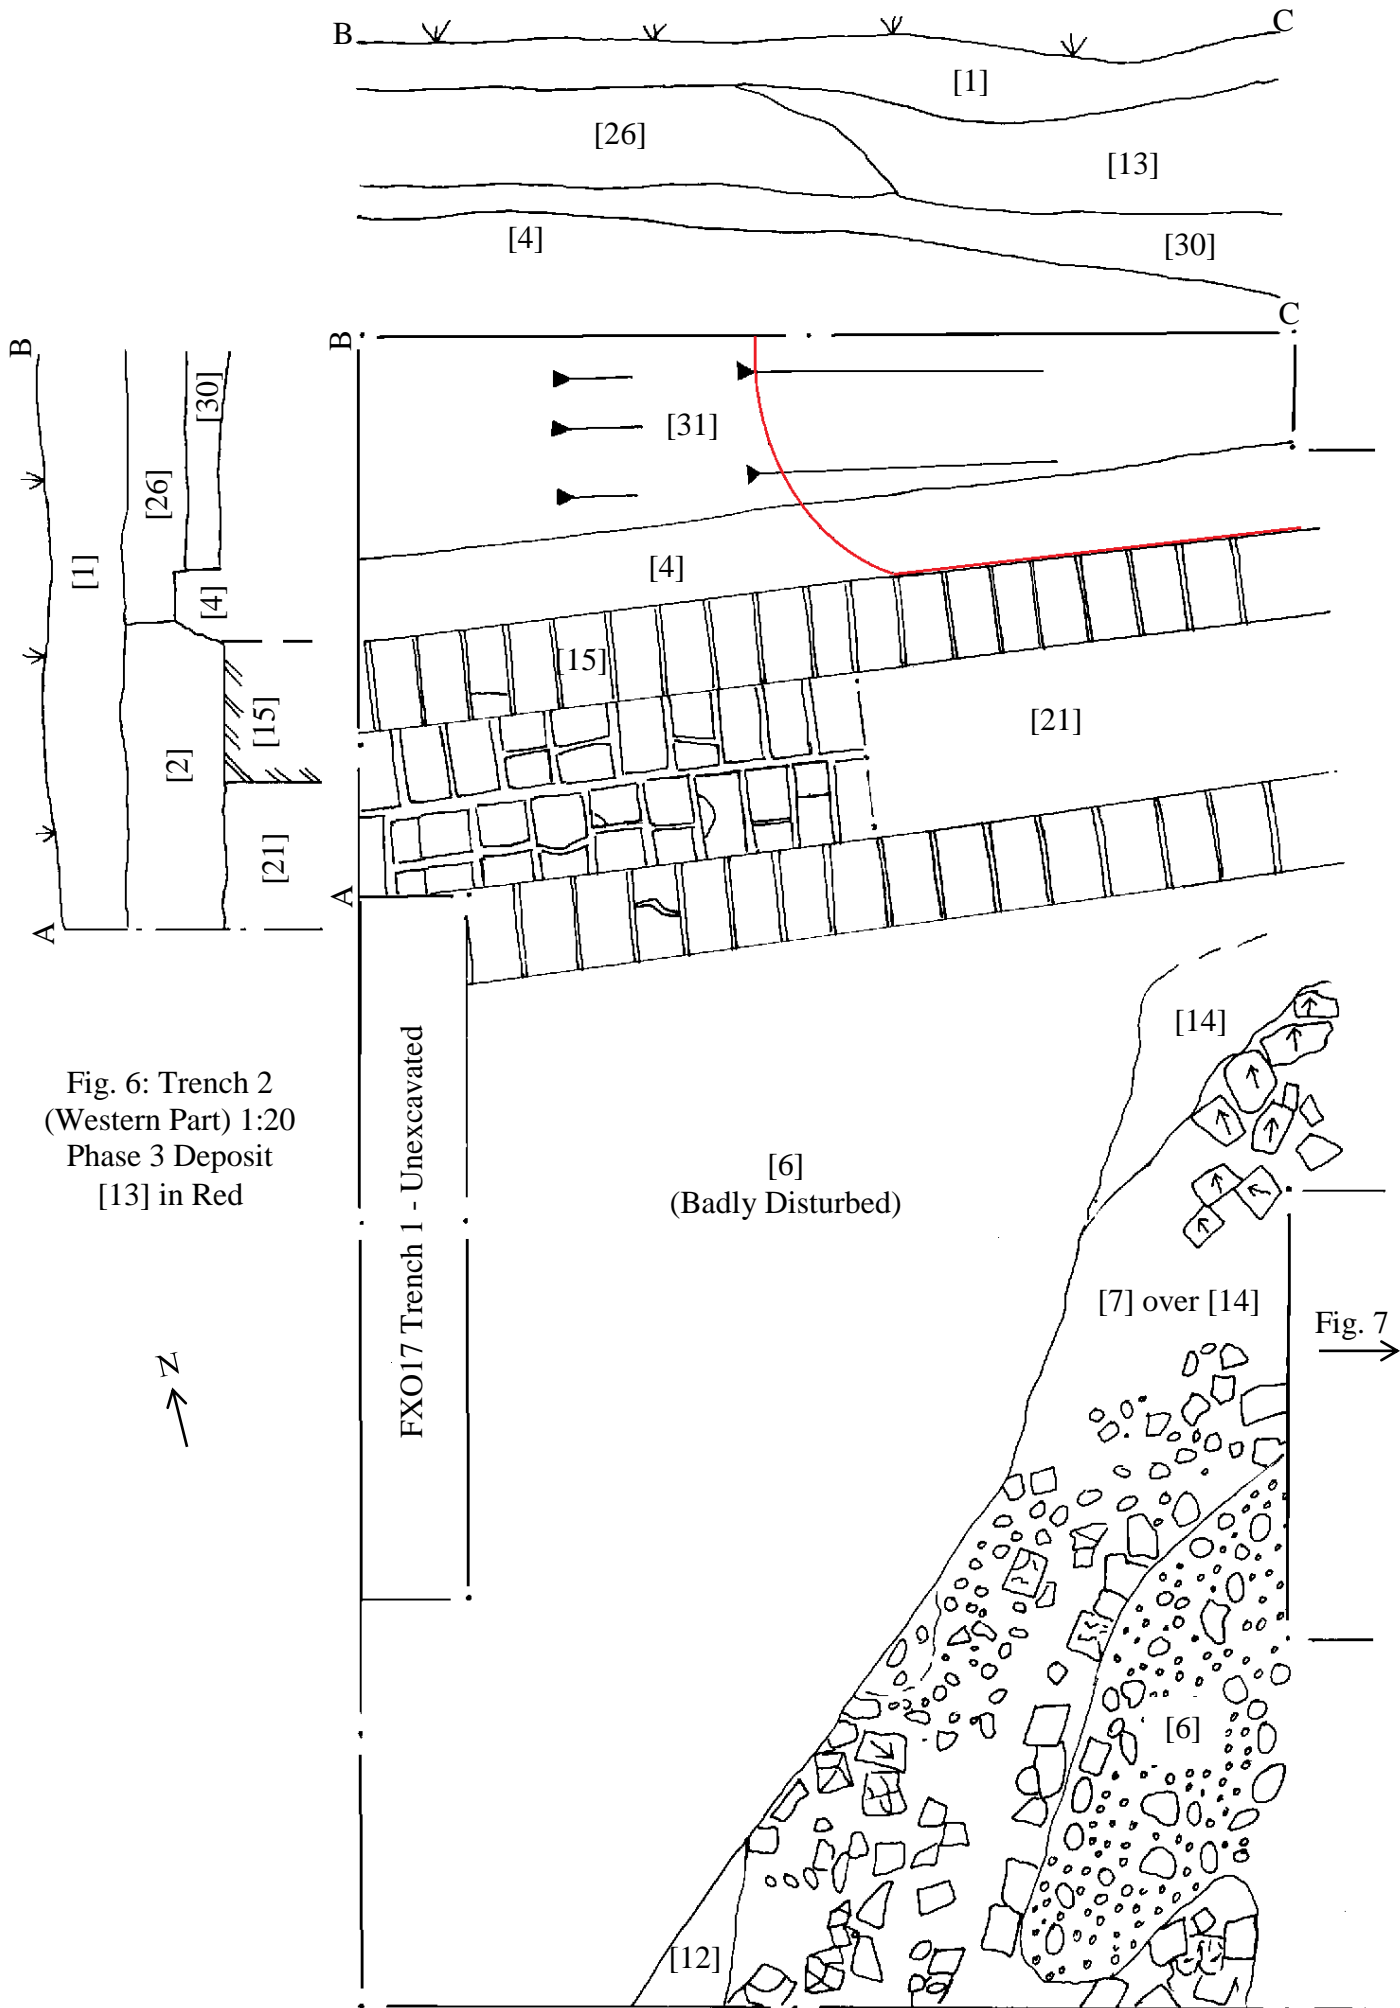 B
C
[1]
[26]
[13]
[4]
[30]
C
B
B
[30]
[31]
[26]
[1]
[4]
[4]
[15]
[15]
[21]
[2]
[21]
A
A
[14]
Fig. 6: Trench 2
(Western Part) 1:20
Phase 3 Deposit
[13] in Red
FXO17 Trench 1 - Unexcavated
[6]
(Badly Disturbed)
[7] over [14]
Fig. 7
N
[6]
[12]